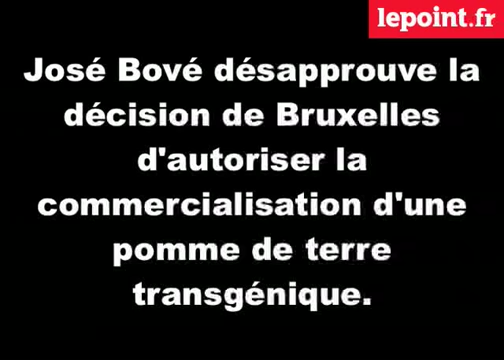 lepoint.fr
José Bové désapprouve la
décision de Bruxelles
d'autoriser la
commercialisation d'une
pomme de terre
transgénique.